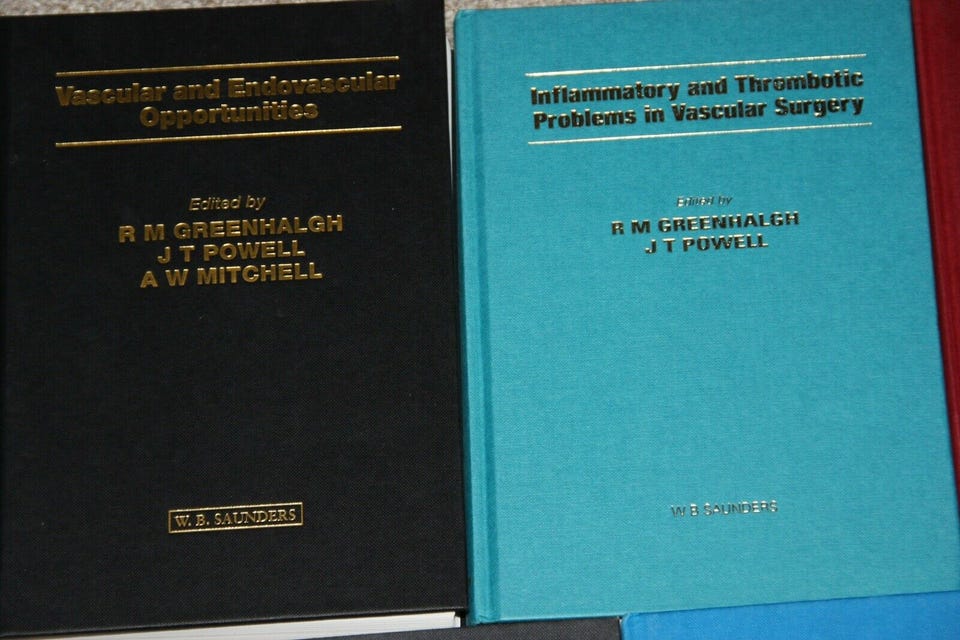 Vascular and Endovascular
Opportunities
Edited by
R M GREENHALGH
J T POWELL
A W MITCHELL
W. B. SAUNDERS
Inflammatory and Thrombotic
Problems in Vascular Surgery
Edited by
R M GREENHALGH
J T POWELL
W B SAUNDERS